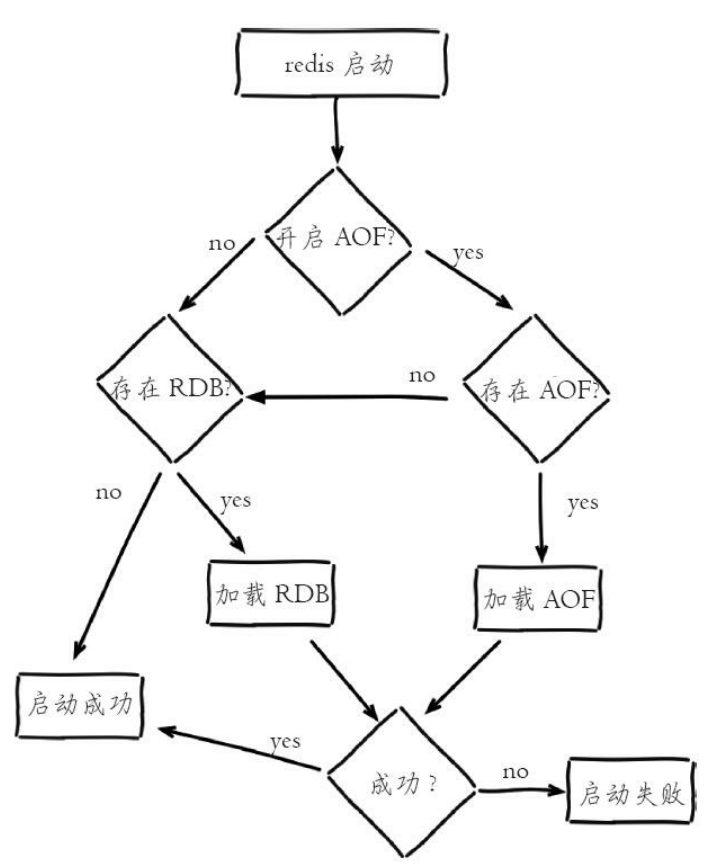 redis 启动
开启 AOF?
no
yes
存在 RDB?
no
存在 AOF?
no
yes
yes
加载 RDB
加载 AOF
启动成功
yes
成功?
no
启动失败